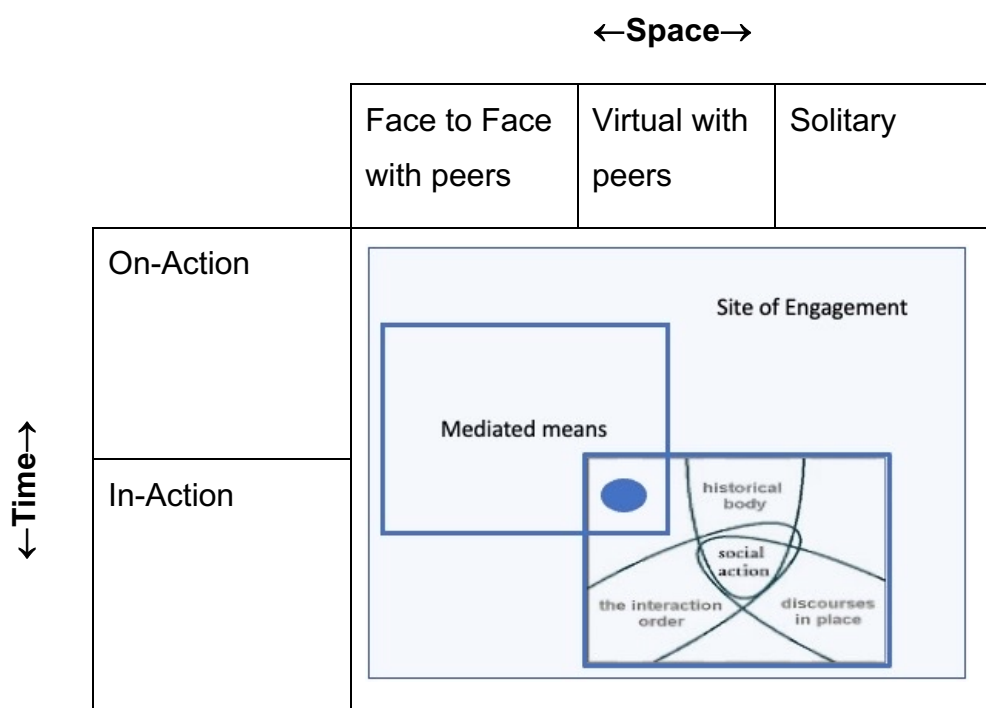 ←Space→
Face to Face
with peers
Virtual with
peers
Solitary
On-Action
Site of Engagement
Mediated means
←Time→
In-Action
historical
body
social
action
the interaction
order
discourses
in place